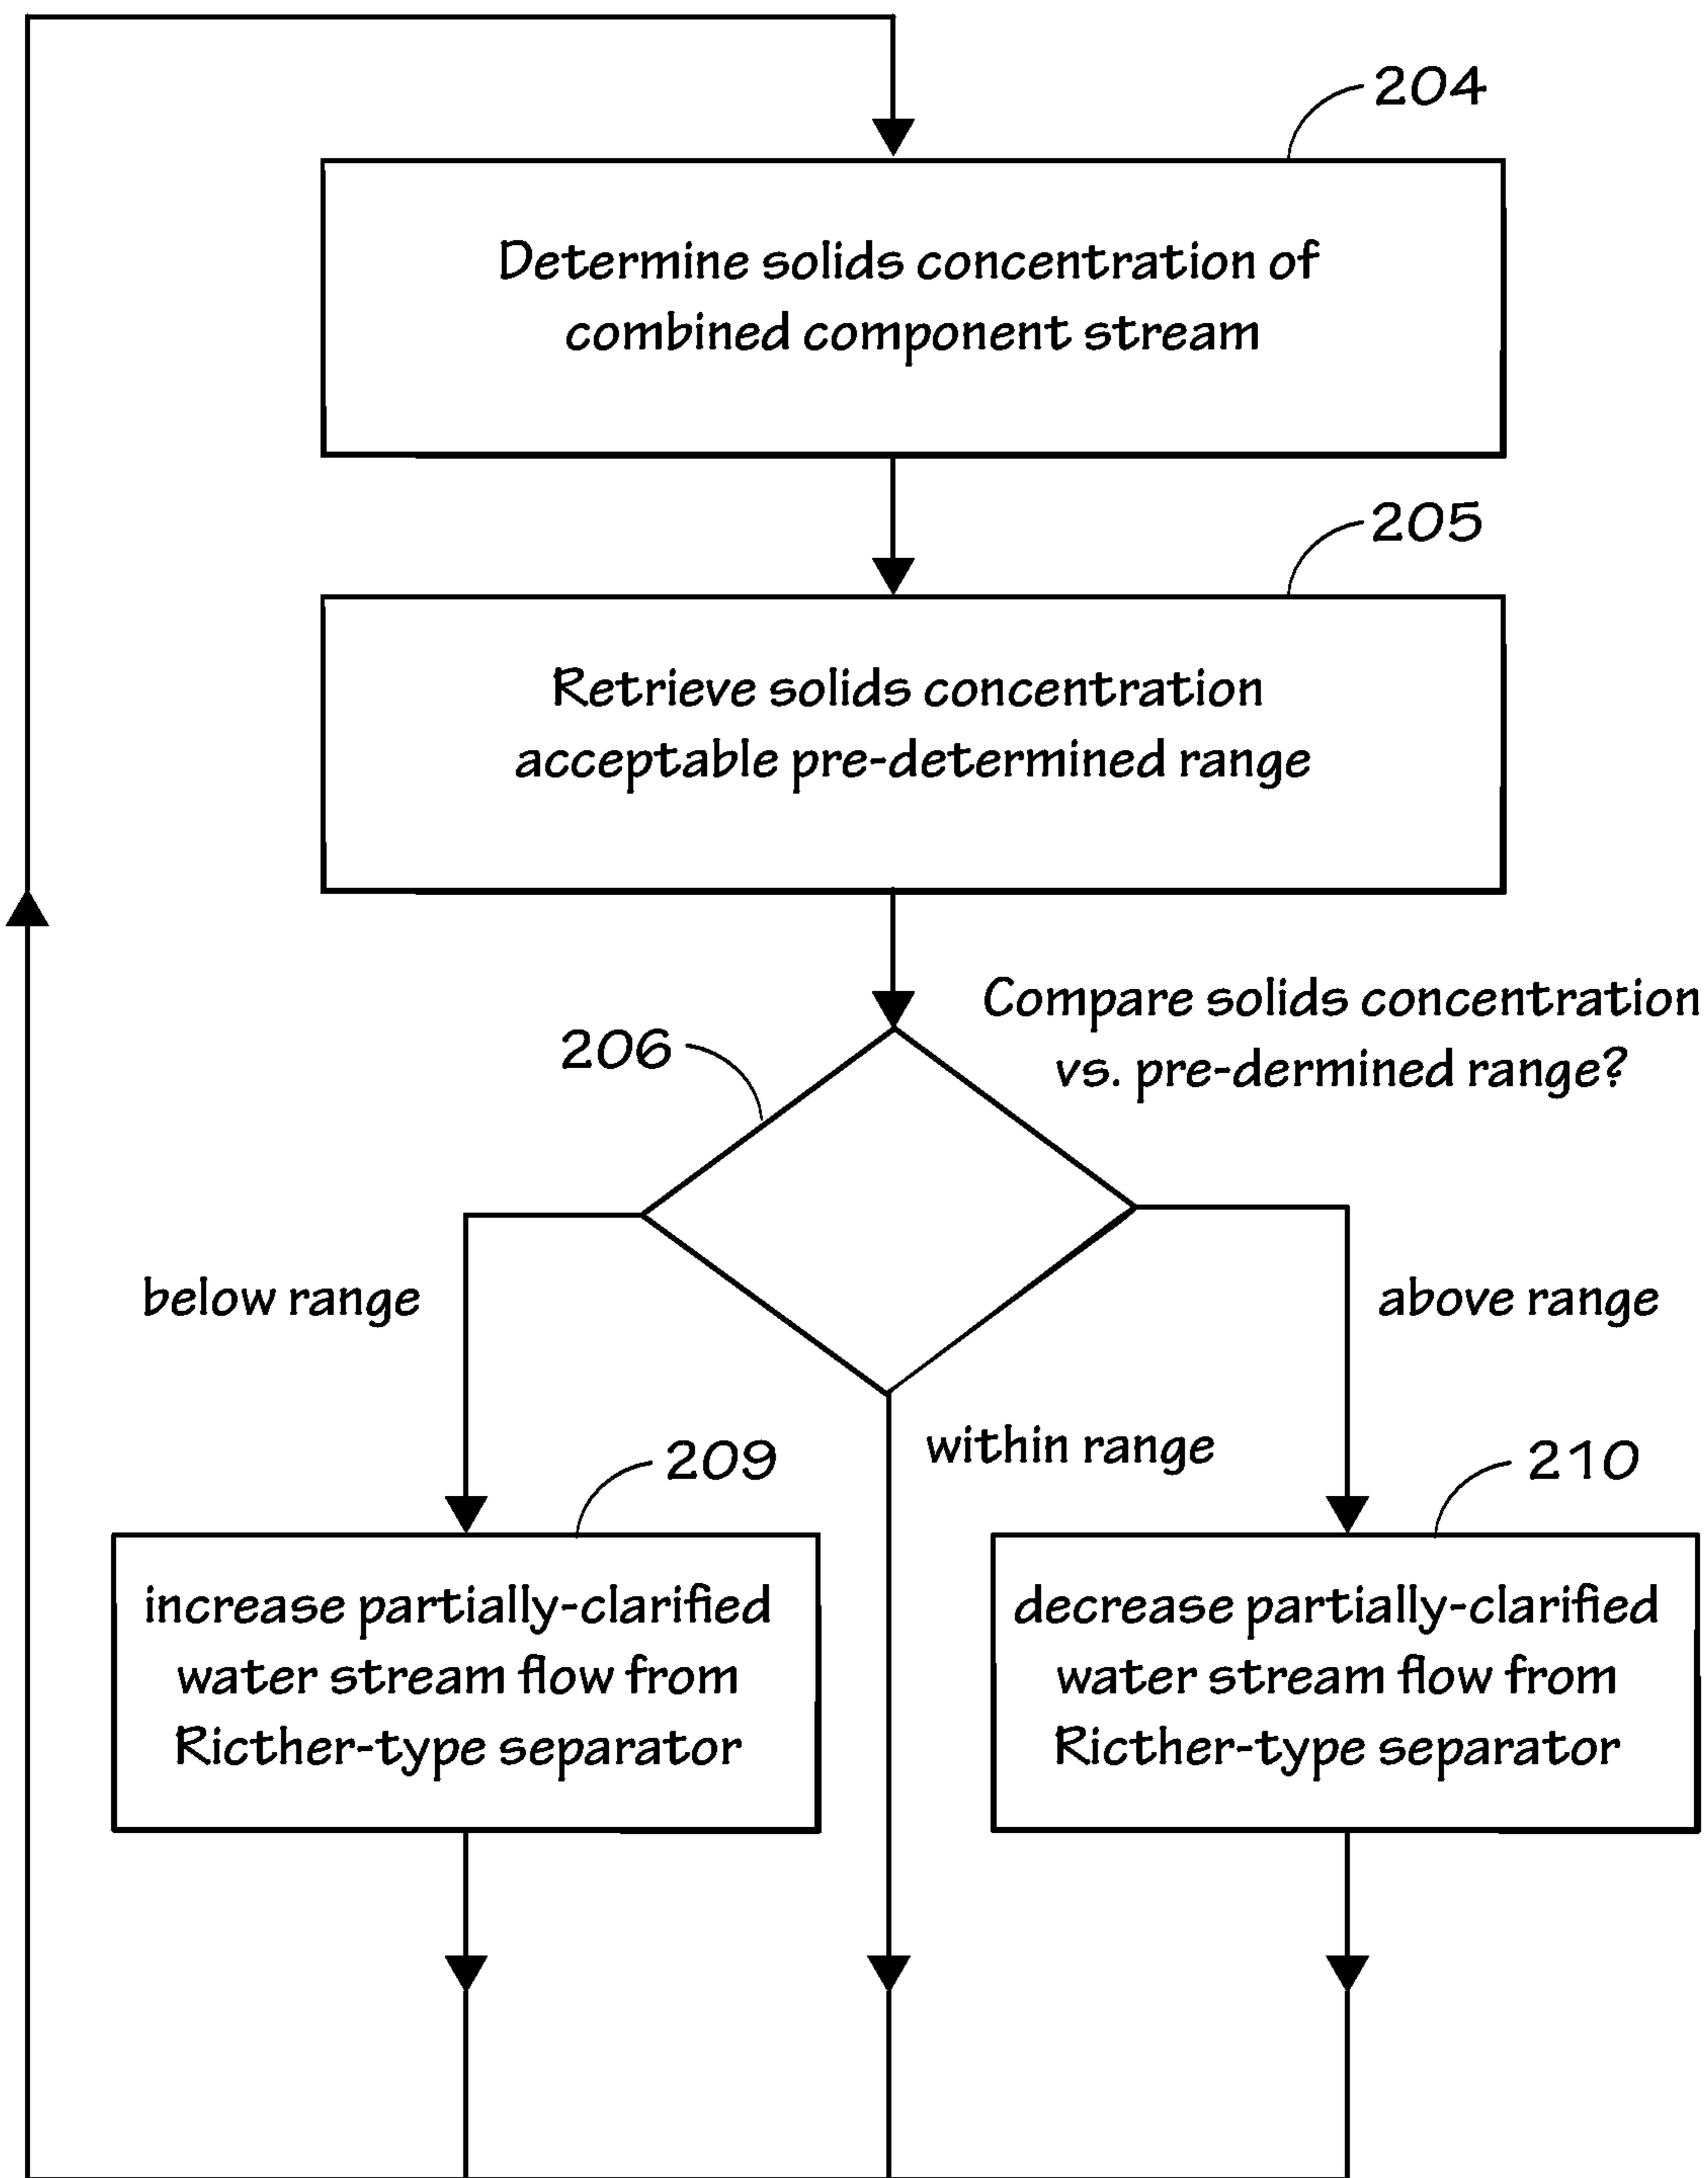 204
Determine solids concentration of
combined component stream
205
Retrieve solids concentration
acceptable pre-determined range
Compare solids concentration
vs. pre-dermined range?
206
below range
above range
within range
209
210
increase partially-clarified
water stream flow from
Ricther-type separator
decrease partially-clarified
water stream flow from
Ricther-type separator